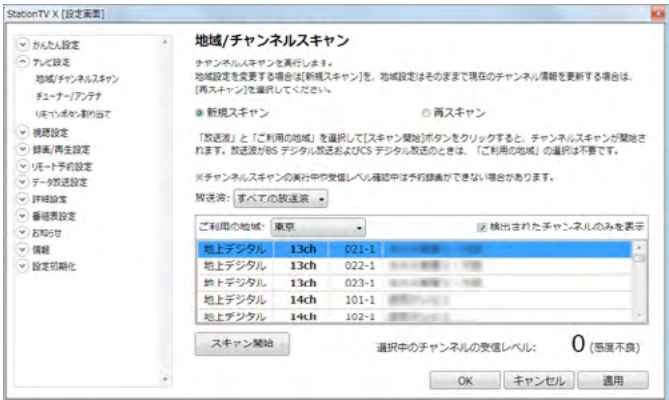 StationTV X [設定画面]
かんたん設定
テレビ設定
地域/チャンネルスキャン
チューナー/アンテナ
リモコンボタン割り当て
視聴設定
録画/再生設定
リモート予約設定
データ放送設定
詳細設定
番組表設定
お知らせ
情報
設定初期化
地域/チャンネルスキャン
チャンネルスキャンを実行します。
地域設定を変更する場合は[新規スキャン]を、地域設定はそのままで現在のチャンネル情報を更新する場合は、
[再スキャン]を選択してください。
新規スキャン
再スキャン
「放送波」と「ご利用の地域」を選択して[スキャン開始]ボタンをクリックすると、チャンネルスキャンが開始さ
れます。放送波がBS デジタル放送およびCS デジタル放送のときは、「ご利用の地域」の選択は不要です。
※チャンネルスキャンの実行中や受信レベル確認中は予約録画ができない場合があります。
放送波: すべての放送波
ご利用の地域: 東京
検出されたチャンネルのみを表示
地上デジタル 13ch 021-1
地上デジタル 13ch 022-1
地上デジタル 13ch 023-1
地上デジタル 14ch 101-1
地上デジタル 14ch 102-1
スキャン開始
選択中のチャンネルの受信レベル: 0 (感度不良)
OK キャンセル 適用